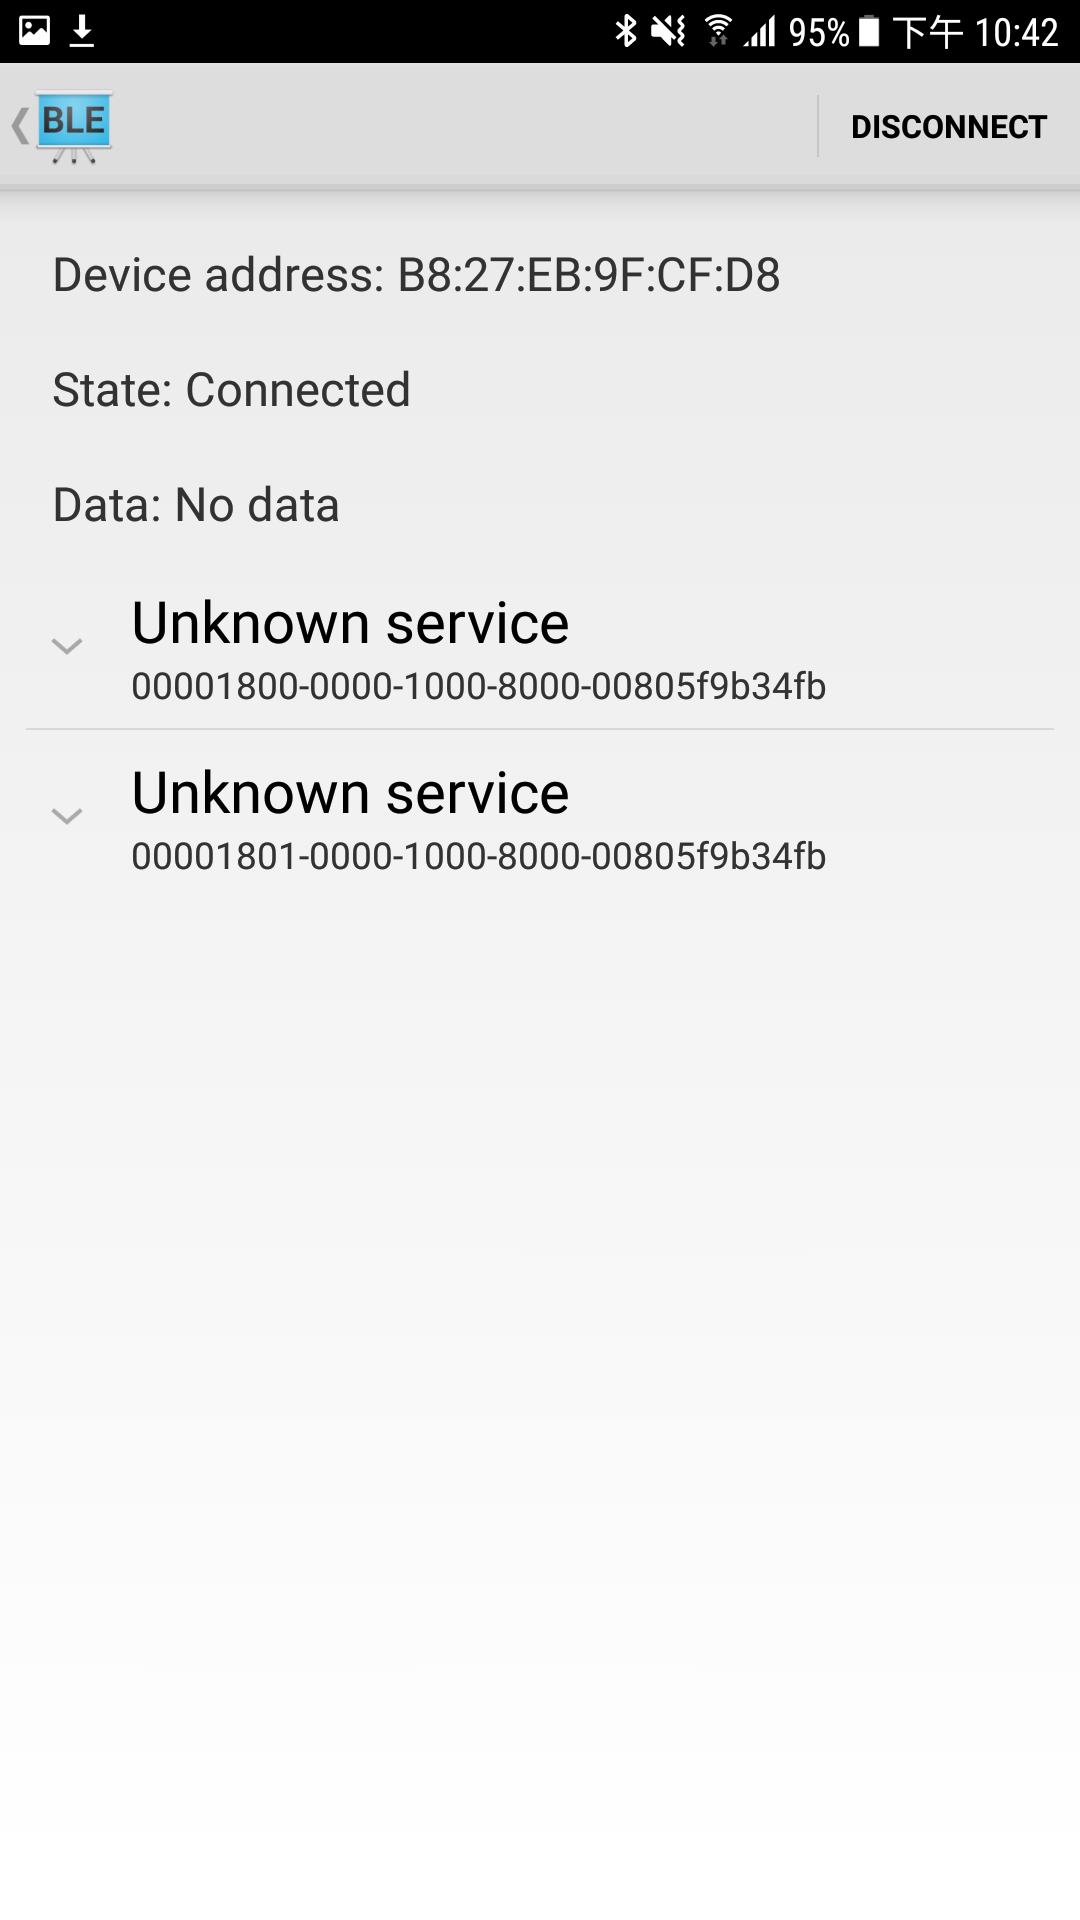 95% 下午 10:42
BLE
DISCONNECT
Device address: B8:27:EB:9F:CF:D8
State: Connected
Data: No data
Unknown service
00001800-0000-1000-8000-00805f9b34fb
Unknown service
00001801-0000-1000-8000-00805f9b34fb